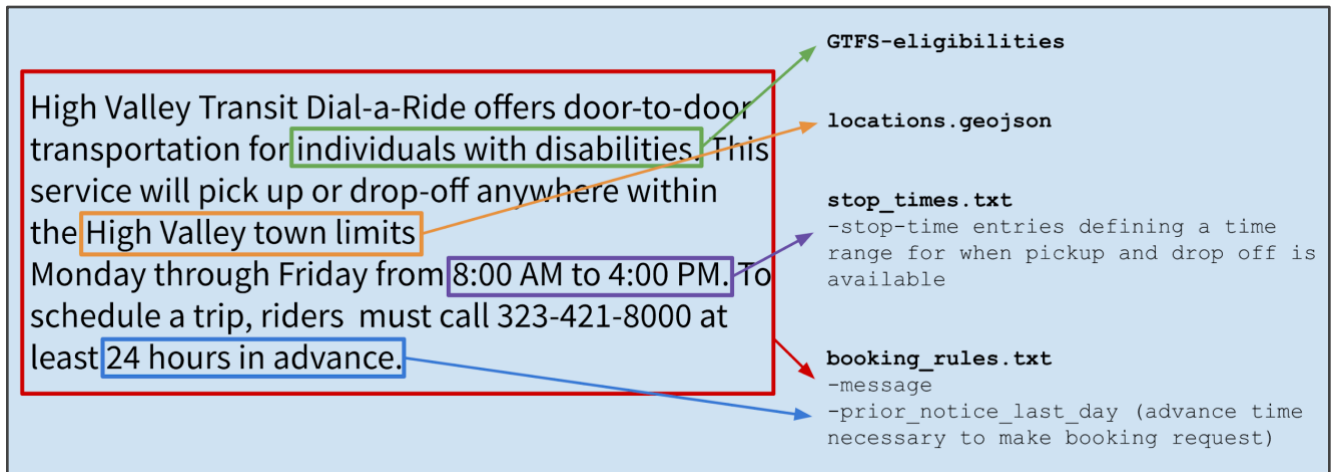 High Valley Transit Dial-a-Ride offers door-to-door
transportation for individuals with disabilities. This
service will pick up or drop-off anywhere within
the High Valley town limits
Monday through Friday from 8:00 AM to 4:00 PM. To
schedule a trip, riders  must call 323-421-8000 at
least 24 hours in advance.
GTFS-eligibilities
locations.geojson
stop_times.txt
-stop-time entries defining a time
range for when pickup and drop off is
available
booking_rules.txt
-message
-prior_notice_last_day (advance time
necessary to make booking request)